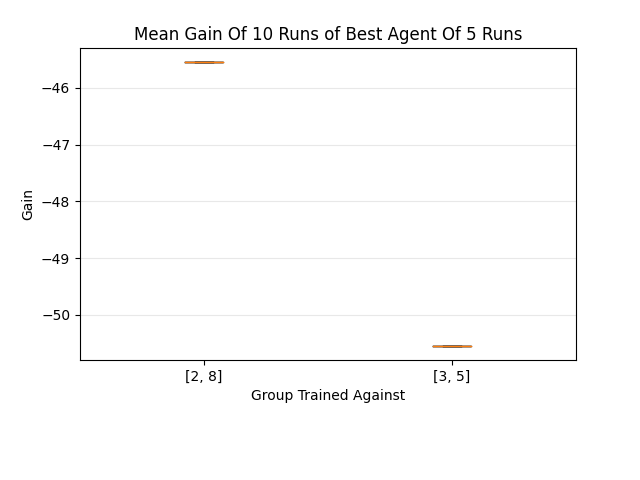 Mean Gain Of 10 Runs of Best Agent Of 5 Runs
−46
−47
−48
−49
−50
Gain
[2, 8]
[3, 5]
Group Trained Against